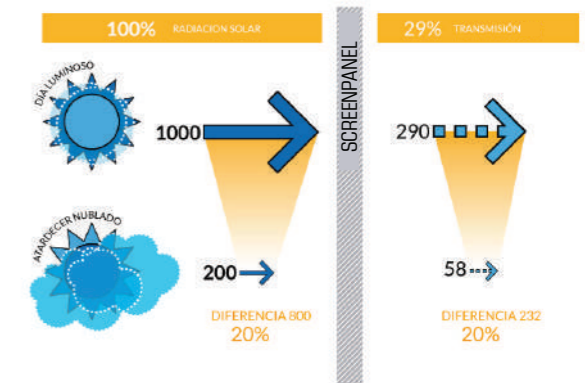 100% RADIACION SOLAR
29% TRANSMISIÓN
DÍA LUMINOSO
1000
SCREENPANEL
290
ATARDECER NUBLADO
200
58
DIFERENCIA 800
20%
DIFERENCIA 232
20%